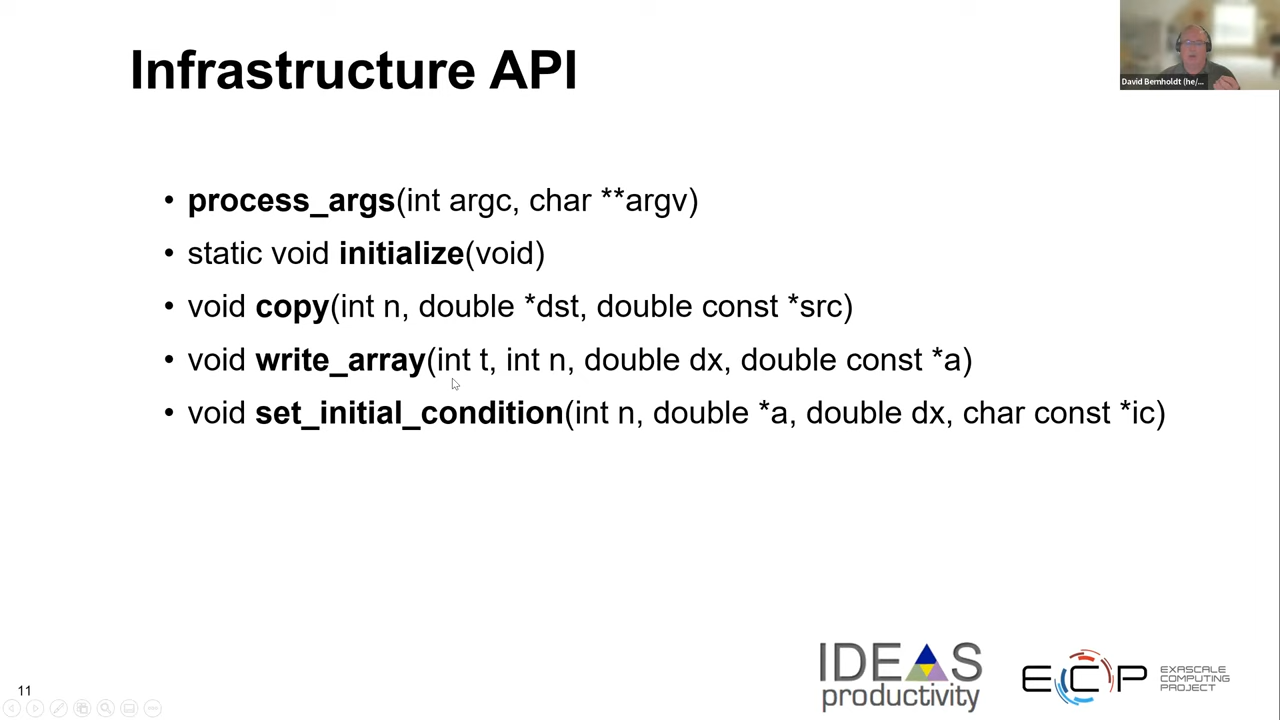 Infrastructure API
David Bernholdt (he/...
• process_args(int argc, char **argv)
• static void initialize(void)
• void copy(int n, double *dst, double const *src)
• void write_array(int t, int n, double dx, double const *a)
• void set_initial_condition(int n, double *a, double dx, char const *ic)
11
IDEAS
productivity
ECP
EXASCALE
COMPUTING
PROJECT